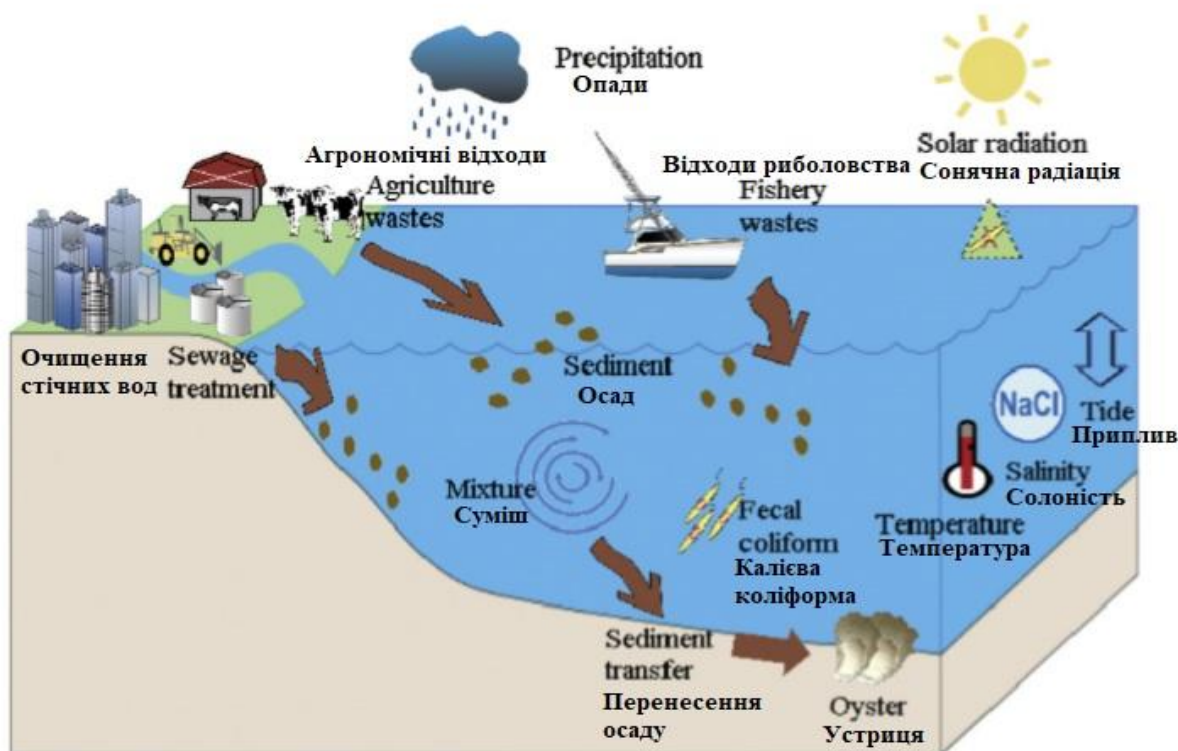 Precipitation
Опади
Solar radiation
Сонячна радіація
Агрономічні відходи
Agriculture
wastes
Відходи риболовства
Fishery
wastes
Очищення
стічних вод
Sewage
treatment
Sediment
Осад
NaCl
Tide
Приплив
Salinity
Солоність
Temperature
Температура
Mixture
Суміш
Fecal
coliform
Калієва
коліформа
Sediment
transfer
Перенесення
осаду
Oyster
Устриця